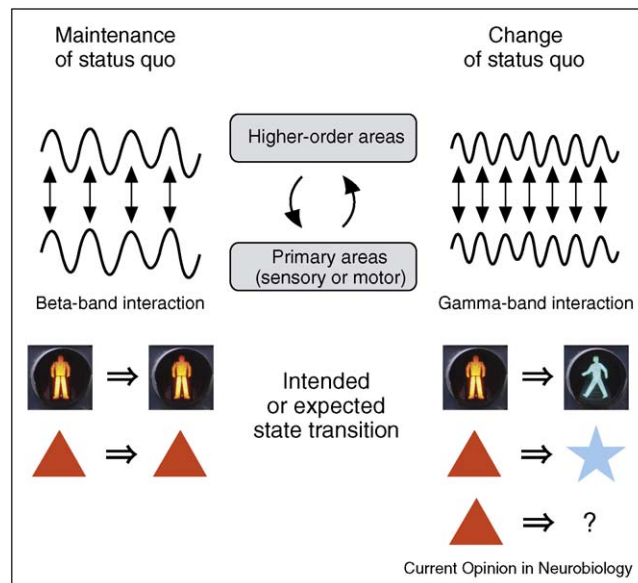 Maintenance
of status quo
Change
of status quo
Higher-order areas
Primary areas
(sensory or motor)
Beta-band interaction
Gamma-band interaction
Intended
or expected
state transition
?
Current Opinion in Neurobiology